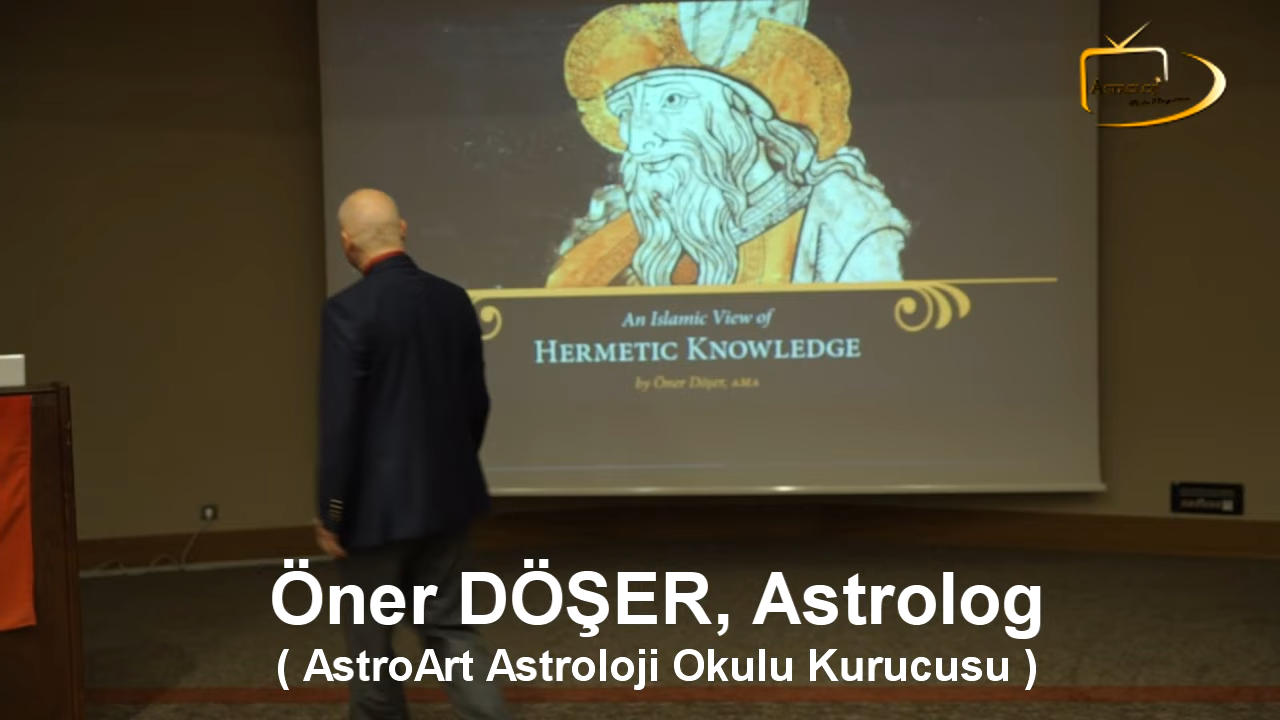 An Islamic View of
HERMETIC KNOWLEDGE
by Öner Döşer, AMA
Öner DÖŞER, Astrolog
( AstroArt Astroloji Okulu Kurucusu )